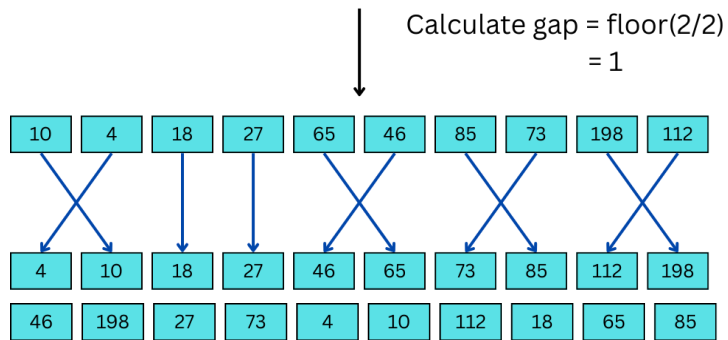 Calculate gap = floor(2/2)
= 1
10 4 18 27 65 46 85 73 198 112
4 10 18 27 46 65 73 85 112 198
46 198 27 73 4 10 112 18 65 85